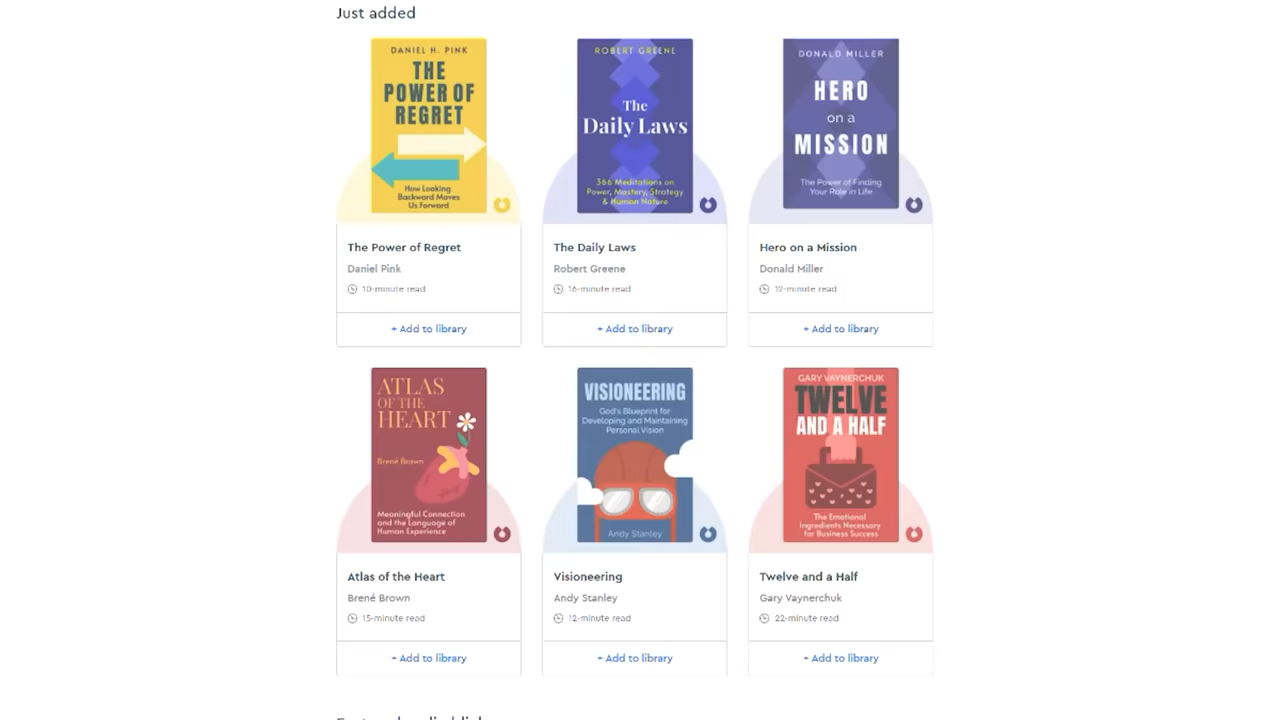 Just added
DANIEL H. PINK
THE
POWER OF
REGRET
How Looking
Backward Moves
Us Forward
ROBERT GREENE
The
Daily Laws
366 Meditations on
Power, Mastery, Strategy
& Human Nature
DONALD MILLER
HERO
on a
MISSION
The Power of Finding
Your Role in Life
The Power of Regret
Daniel Pink
10-minute read
+ Add to library
The Daily Laws
Robert Greene
16-minute read
+ Add to library
Hero on a Mission
Donald Miller
12-minute read
+ Add to library
ATLAS
OF THE
HEART
Brené Brown
Meaningful Connection
and the Language of
Human Experience
VISIONEERING
God's Blueprint for
Developing and Maintaining
Personal Vision
Andy Stanley
GARY VAYNERCHUK
TWELVE
AND A HALF
The Emotional
Ingredients Necessary
for Business Success
Atlas of the Heart
Brené Brown
15-minute read
+ Add to library
Visioneering
Andy Stanley
12-minute read
+ Add to library
Twelve and a Half
Gary Vaynerchuk
22-minute read
+ Add to library